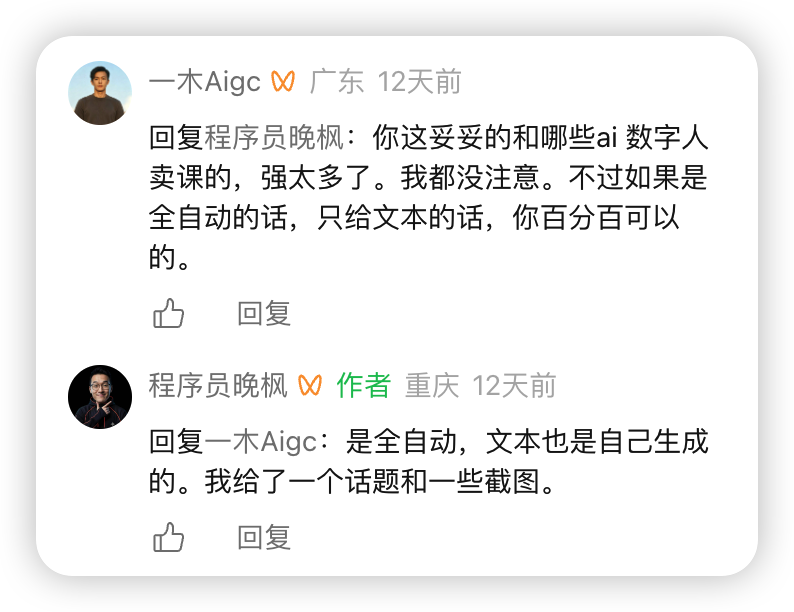 一木Aigc 广东 12天前
回复程序员晚枫：你这妥妥的和哪些ai 数字人
卖课的，强太多了。我都没注意。不过如果是
全自动的话，只给文本的话，你百分百可以
的。
回复
程序员晚枫 作者 重庆 12天前
回复一木Aigc：是全自动，文本也是自己生成
的。我给了一个话题和一些截图。
回复